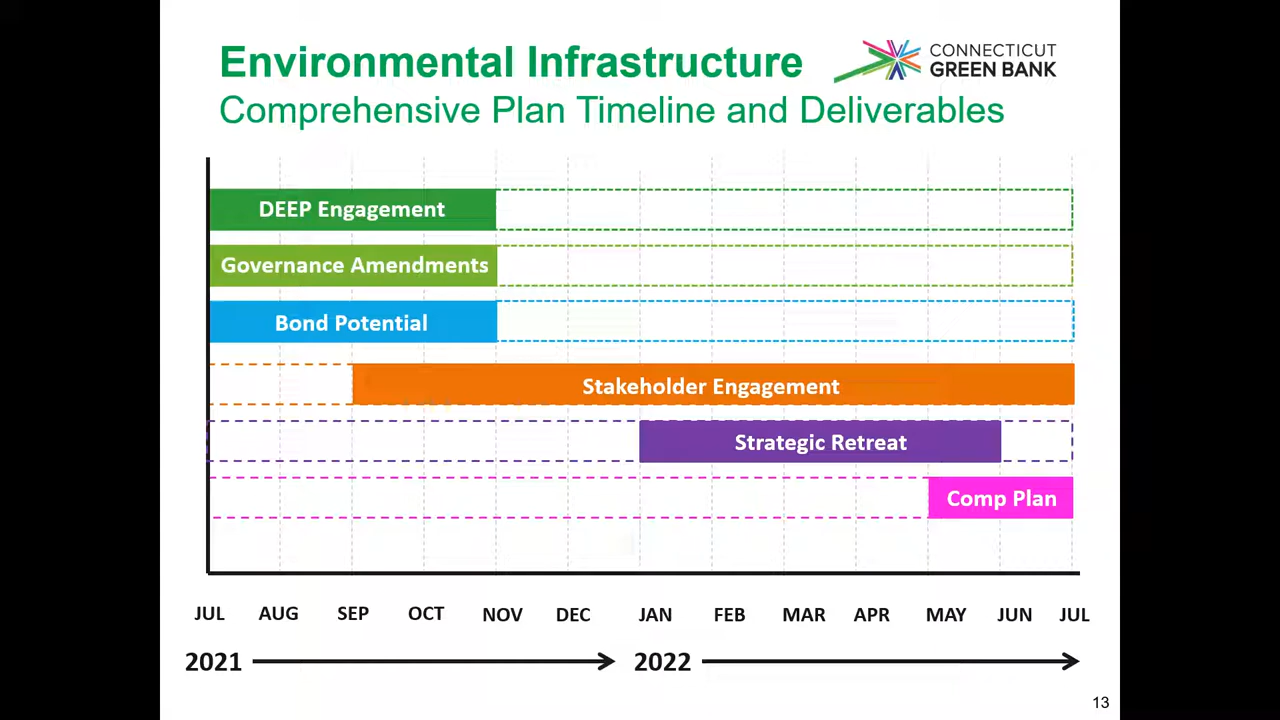 Environmental Infrastructure
CONNECTICUT
GREEN BANK
Comprehensive Plan Timeline and Deliverables
DEEP Engagement
Governance Amendments
Bond Potential
Stakeholder Engagement
Strategic Retreat
Comp Plan
JUL AUG SEP OCT NOV DEC JAN FEB MAR APR MAY JUN JUL
2021 2022
13